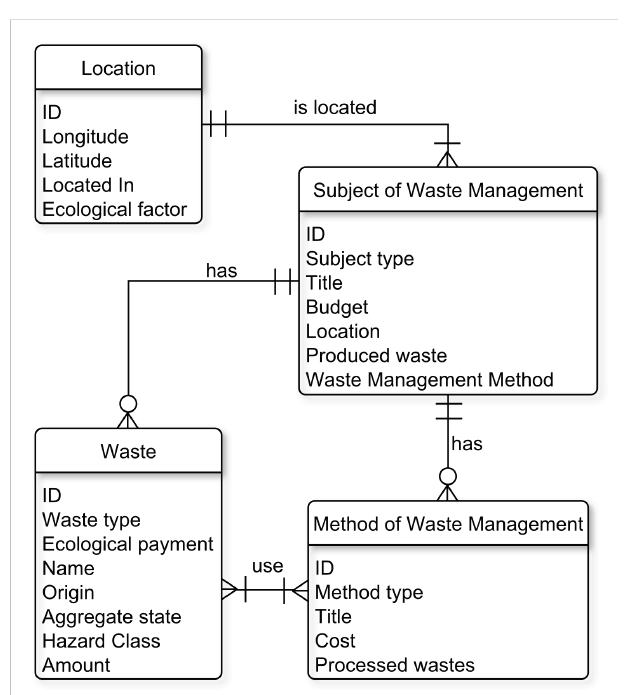 Location
ID
Longitude
Latitude
Located In
Ecological factor
is located
Subject of Waste Management
ID
Subject type
Title
Budget
Location
Produced waste
Waste Management Method
has
has
Waste
ID
Waste type
Ecological payment
Name
Origin
Aggregate state
Hazard Class
Amount
use
Method of Waste Management
ID
Method type
Title
Cost
Processed wastes